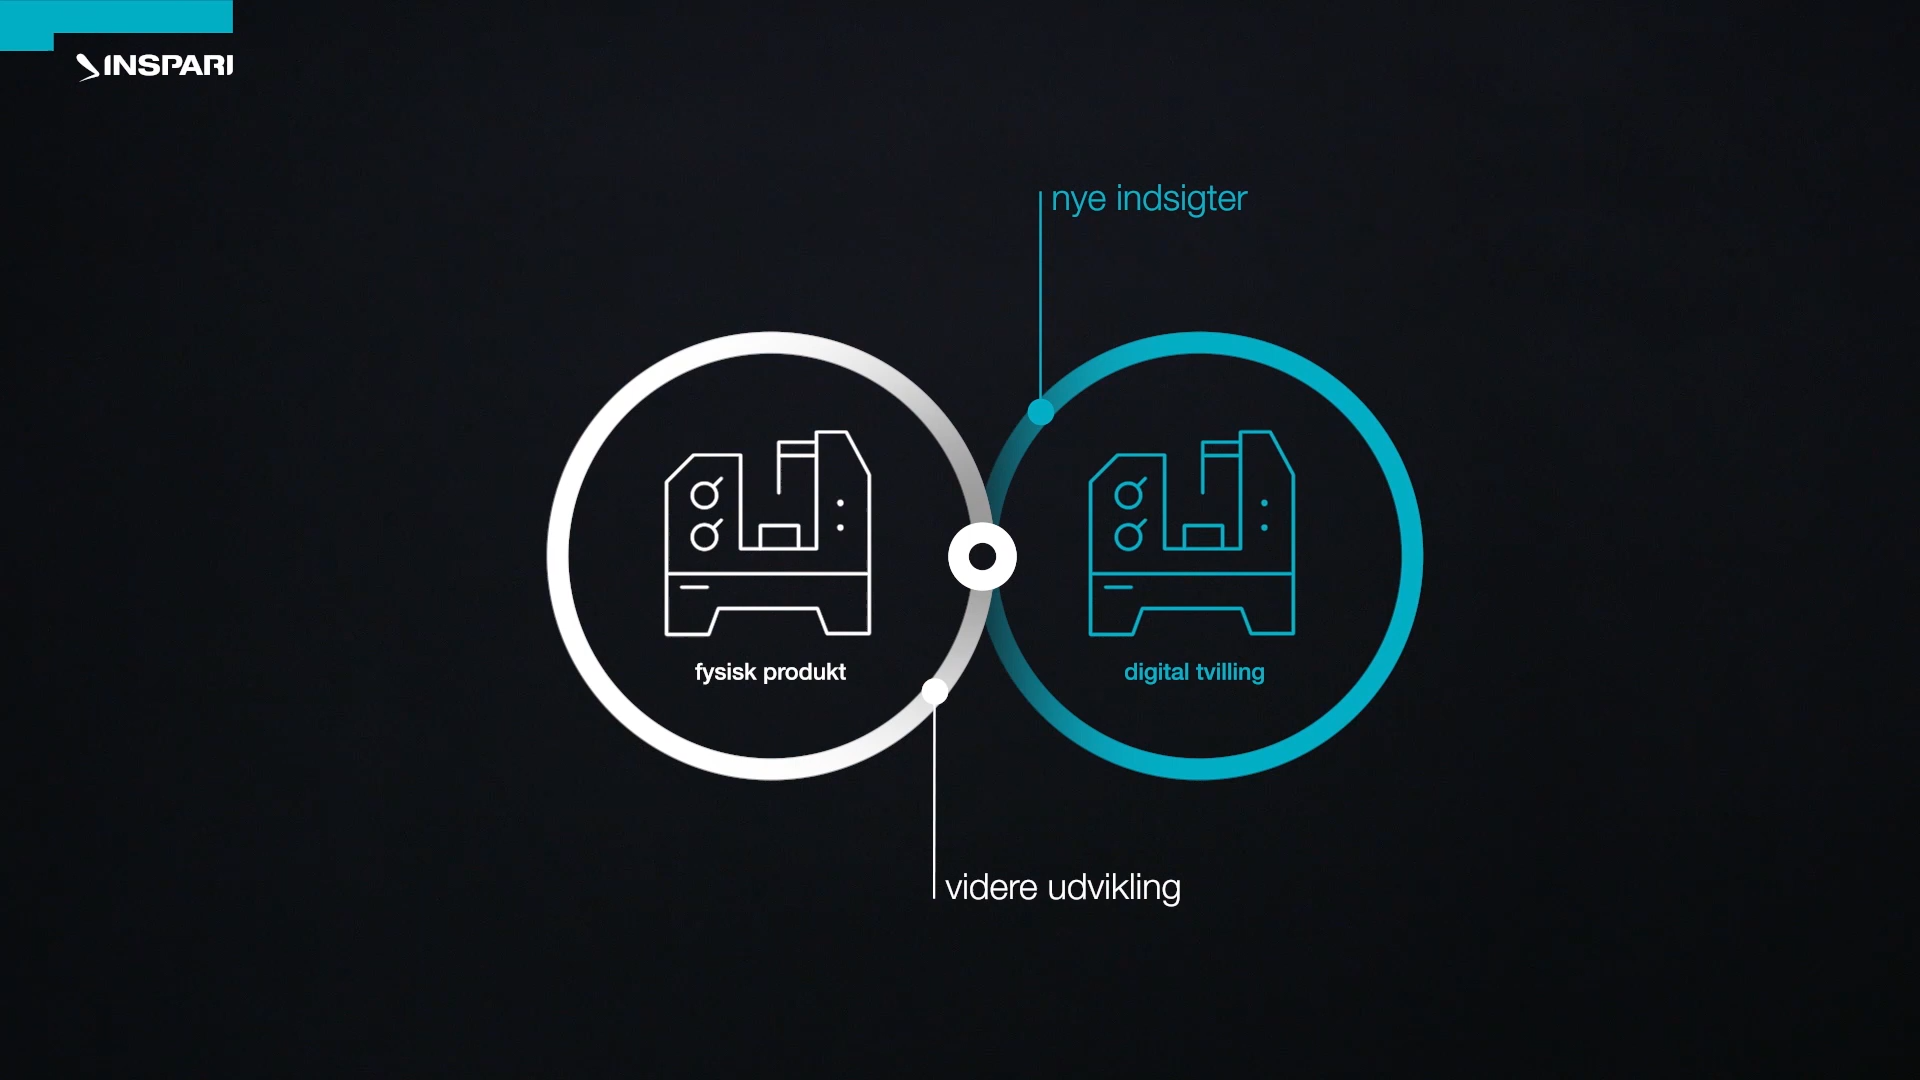 INSPARI
nye indsigter
fysisk produkt
digital tvilling
videre udvikling